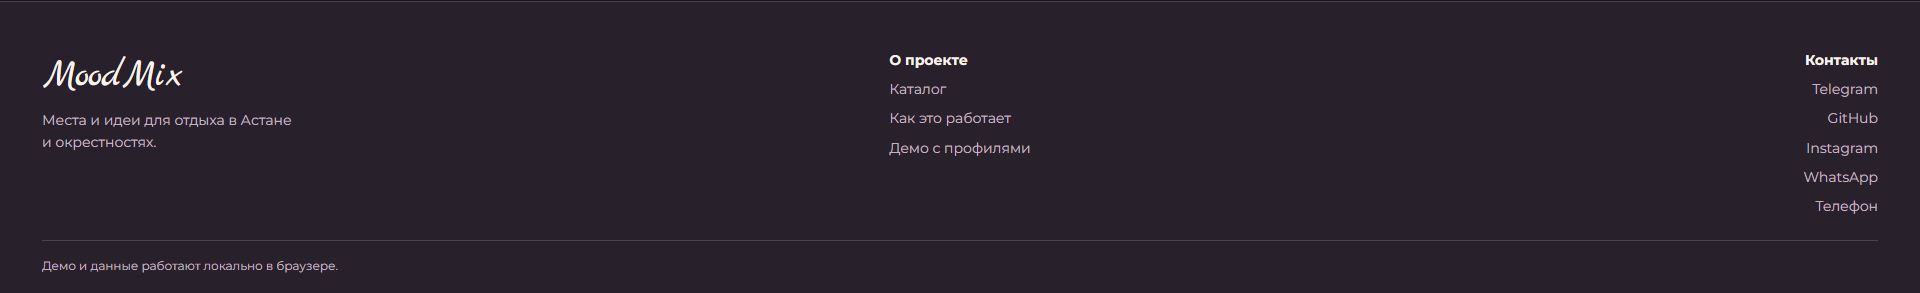 MoodMix
Места и идеи для отдыха в Астане
и окрестностях.
О проекте
Каталог
Как это работает
Демо с профилями
Контакты
Telegram
GitHub
Instagram
WhatsApp
Телефон
Демо и данные работают локально в браузере.